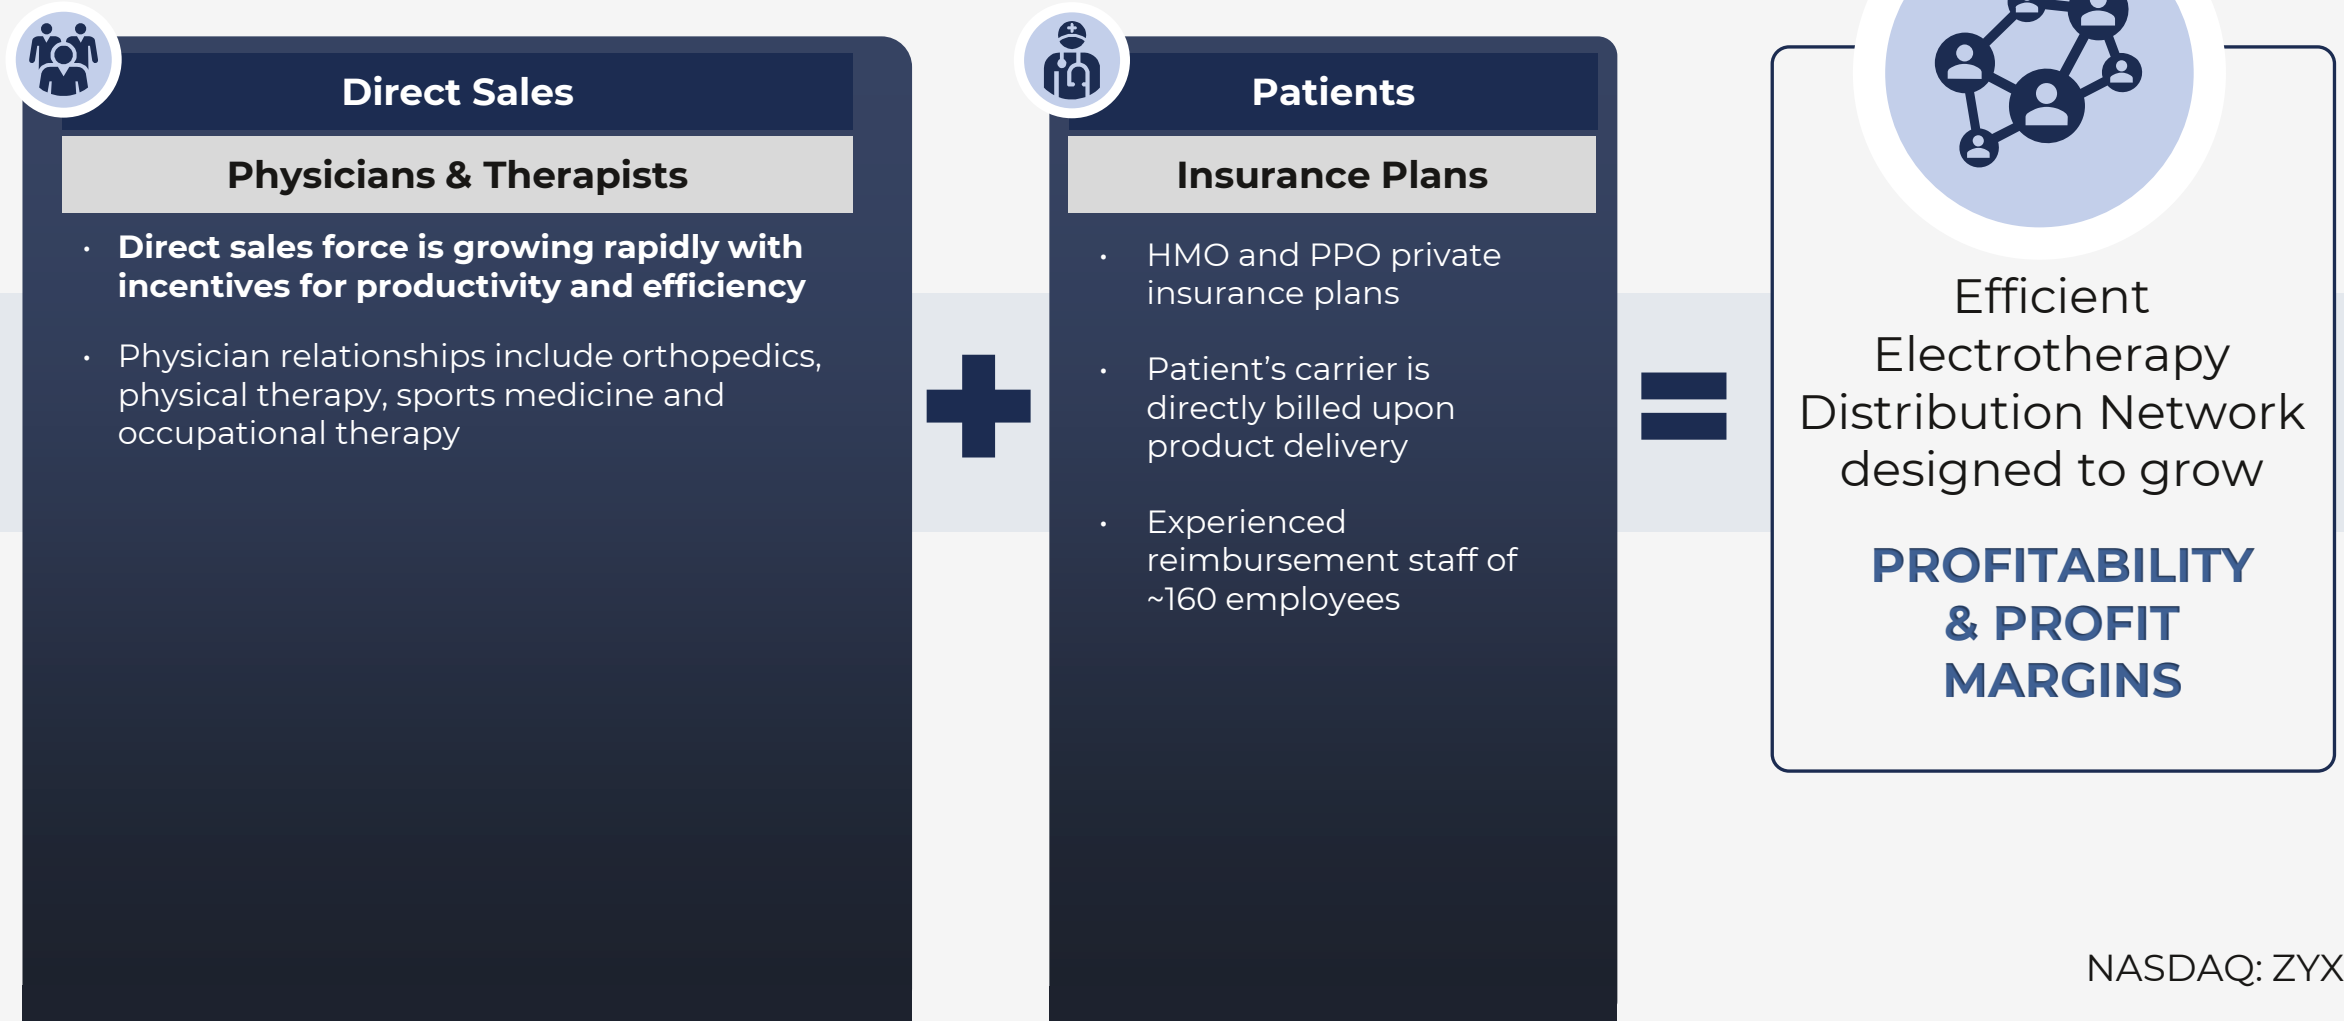 Direct Sales
Physicians & Therapists
• Direct sales force is growing rapidly with
incentives for productivity and efficiency
• Physician relationships include orthopedics,
physical therapy, sports medicine and
occupational therapy
Patients
Insurance Plans
• HMO and PPO private
insurance plans
• Patient’s carrier is
directly billed upon
product delivery
• Experienced
reimbursement staff of
~160 employees
Efficient
Electrotherapy
Distribution Network
designed to grow
PROFITABILITY
& PROFIT
MARGINS
NASDAQ: ZYX